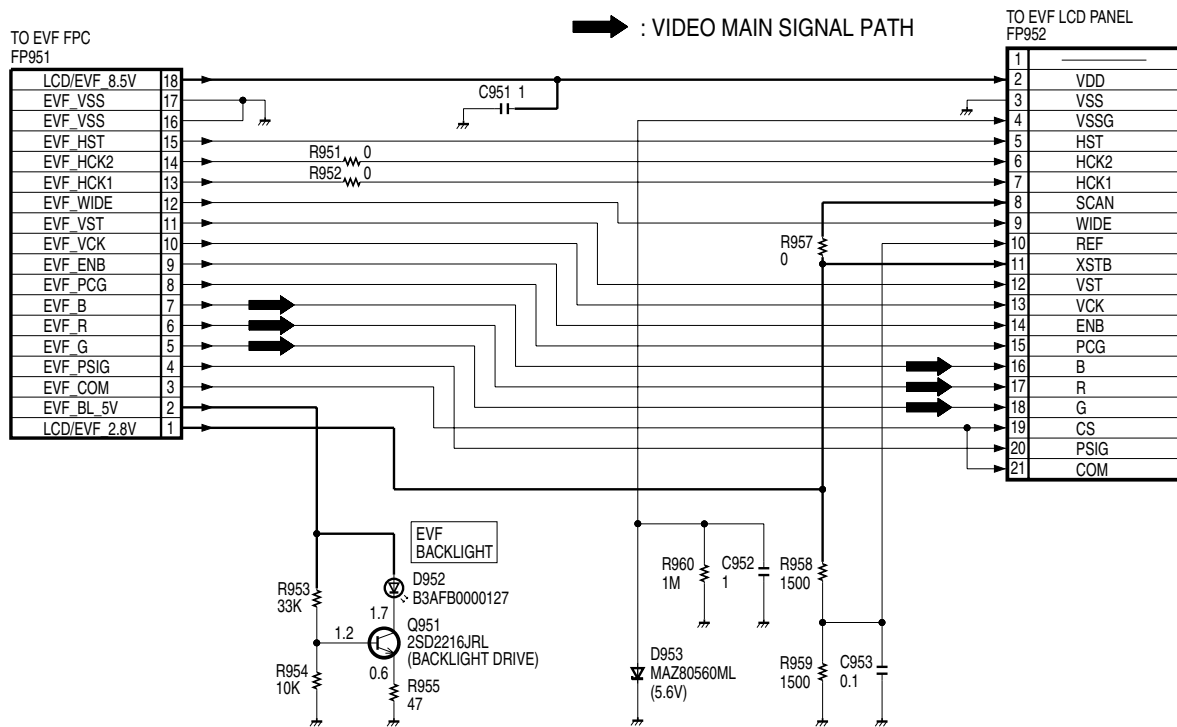 : VIDEO MAIN SIGNAL PATH
TO EVF FPC
FP951
LCD/EVF_8.5V 18
EVF_VSS 17
EVF_VSS 16
EVF_HST 15
EVF_HCK2 14
EVF_HCK1 13
EVF_WIDE 12
EVF_VST 11
EVF_VCK 10
EVF_ENB 9
EVF_PCG 8
EVF_B 7
EVF_R 6
EVF_G 5
EVF_PSIG 4
EVF_COM 3
EVF_BL_5V 2
LCD/EVF_2.8V 1
C951 1
R951 0
R952 0
R957
0
TO EVF LCD PANEL
FP952
1
2 VDD
3 VSS
4 VSSG
5 HST
6 HCK2
7 HCK1
8 SCAN
9 WIDE
10 REF
11 XSTB
12 VST
13 VCK
14 ENB
15 PCG
16 B
17 R
18 G
19 CS
20 PSIG
21 COM
EVF
BACKLIGHT
D952
B3AFB0000127
R953
33K
1.7
1.2
Q951
2SD2216JRL
(BACKLIGHT DRIVE)
0.6
R954
10K
R955
47
R960
1M
C952
1
R958
1500
D953
MAZ80560ML
(5.6V)
R959
1500
C953
0.1